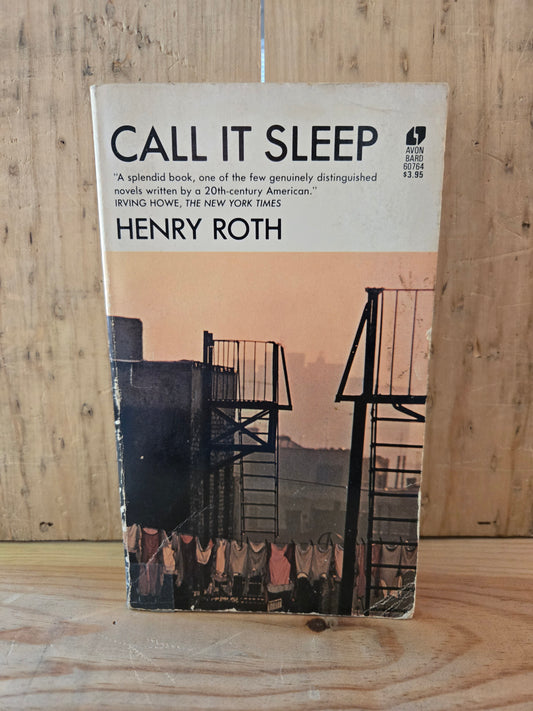 CALL IT SLEEP
AVON
BARD
60764
$3.95
"A splendid book, one of the few genuinely distinguished
novels written by a 20th-century American."
IRVING HOWE, THE NEW YORK TIMES
HENRY ROTH